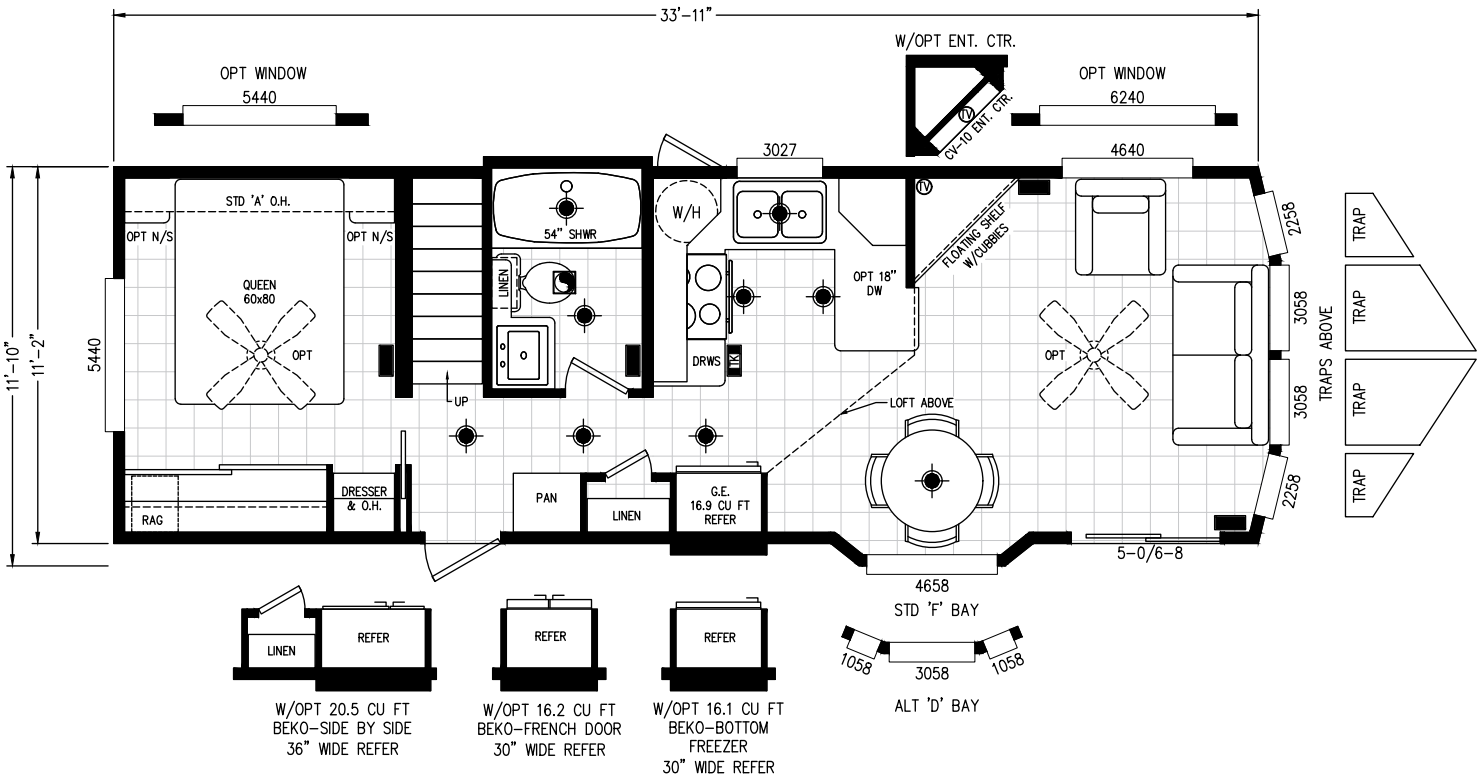 33'-11"
W/OPT ENT. CTR.
OPT WINDOW
5440
OPT WINDOW
6240
TV
CV-10 ENT. CTR.
3027
4640
STD 'A' O.H.
OPT N/S
OPT N/S
54" SHWR
W/H
TV
FLOATING SHELF
W/CUBBIES
2258
TRAP
LINEN
QUEEN
60x80
OPT 18"
DW
3058
TRAP
11'-10"
11'-2"
5440
OPT
DRWS
OPT
TRAPS ABOVE
UP
LOFT ABOVE
3058
TRAP
RAG
DRESSER
& O.H.
PAN
LINEN
G.E.
16.9 CU FT
REFER
2258
TRAP
5-0/6-8
4658
STD 'F' BAY
LINEN
REFER
REFER
REFER
1058
3058
1058
ALT 'D' BAY
W/OPT 20.5 CU FT
BEKO-SIDE BY SIDE
36" WIDE REFER
W/OPT 16.2 CU FT
BEKO-FRENCH DOOR
30" WIDE REFER
W/OPT 16.1 CU FT
BEKO-BOTTOM
FREEZER
30" WIDE REFER